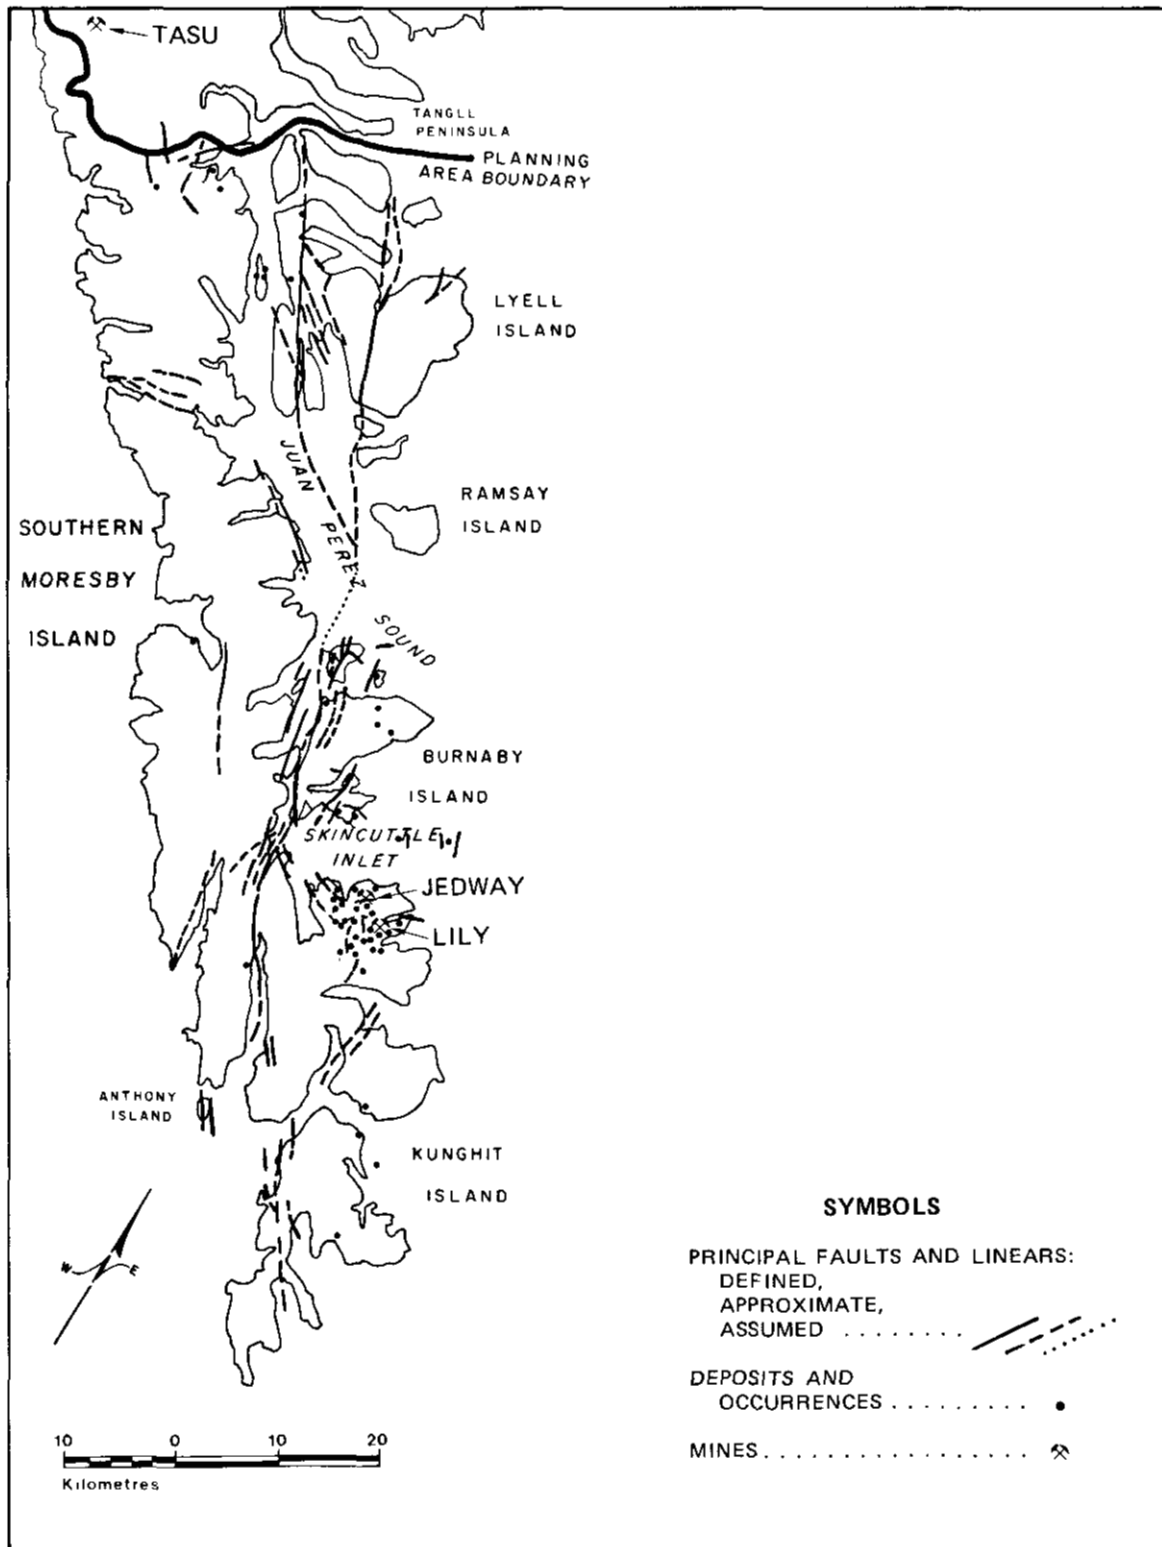 TASU
TANGLL
PENINSULA
PLANNING
AREA BOUNDARY
LYELL
ISLAND
JUAN
PEREZ
SOUND
RAMSAY
ISLAND
SOUTHERN
MORESBY
ISLAND
BURNABY
ISLAND
SKINCUTTLE
INLET
JEDWAY
LILY
ANTHONY
ISLAND
KUNGHIT
ISLAND
W E
SYMBOLS
PRINCIPAL FAULTS AND LINEARS:
DEFINED,
APPROXIMATE,
ASSUMED ........
DEPOSITS AND
OCCURRENCES .........
MINES.................
10 0 10 20
Kilometres